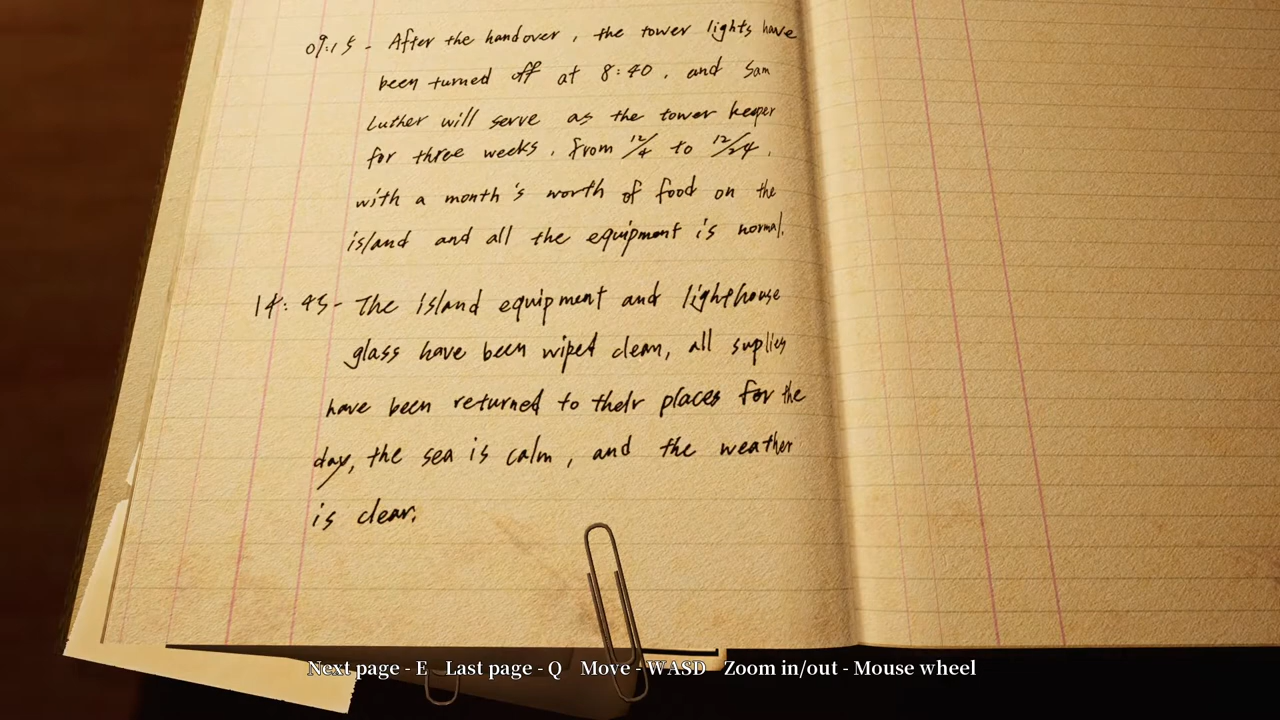 09:15 - After the handover, the tower lights have
been turned off at 8:40, and Sam
Luther will serve as the tower keeper
for three weeks, from 12/4 to 12/24,
with a month's worth of food on the
island and all the equipment is normal.
14:45 - The island equipment and lighthouse
glass have been wiped clean, all supplies
have been returned to their places for the
day, the sea is calm, and the weather
is clear.
Next page - E Last page - Q Move - WASD Zoom in/out - Mouse wheel